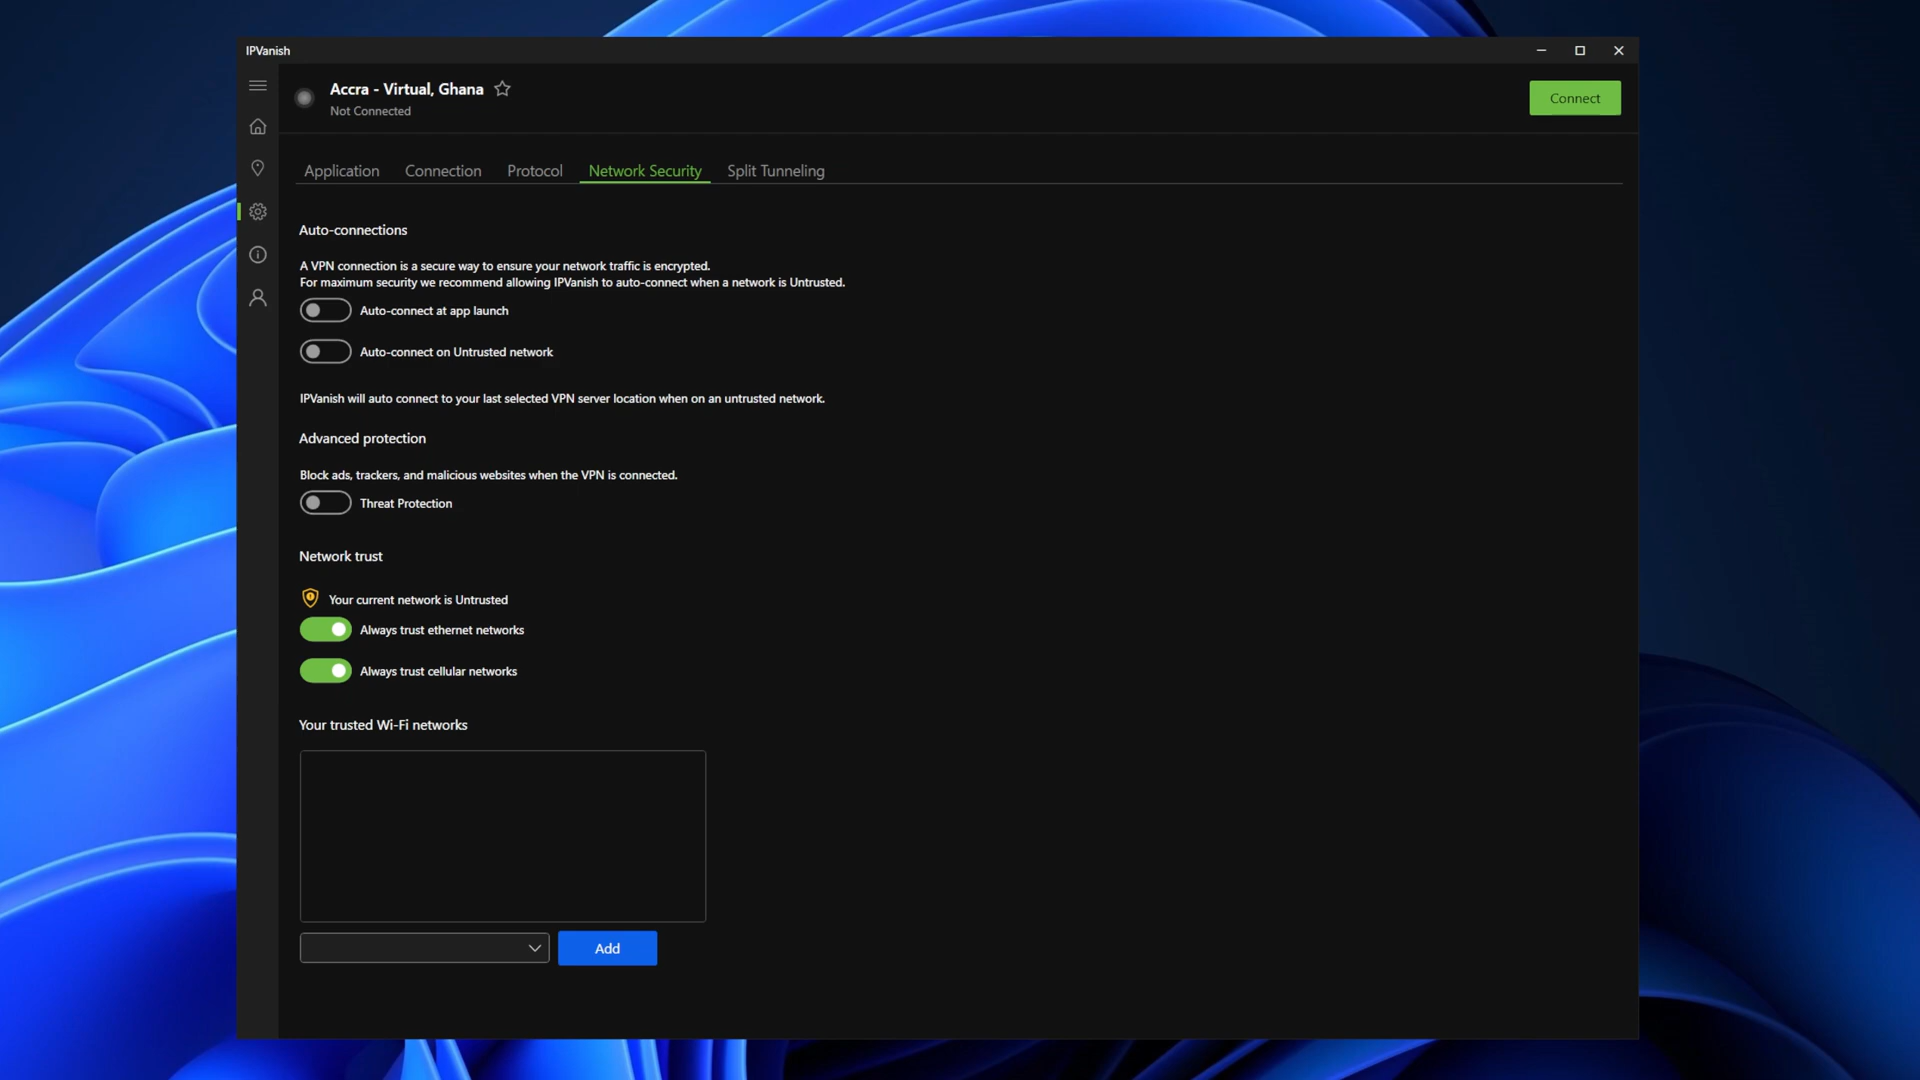 IPVanish
Accra - Virtual, Ghana
Not Connected
Connect
Application
Connection
Protocol
Network Security
Split Tunneling
Auto-connections
A VPN connection is a secure way to ensure your network traffic is encrypted.
For maximum security we recommend allowing IPVanish to auto-connect when a network is Untrusted.
Auto-connect at app launch
Auto-connect on Untrusted network
IPVanish will auto connect to your last selected VPN server location when on an untrusted network.
Advanced protection
Block ads, trackers, and malicious websites when the VPN is connected.
Threat Protection
Network trust
Your current network is Untrusted
Always trust ethernet networks
Always trust cellular networks
Your trusted Wi-Fi networks
Add